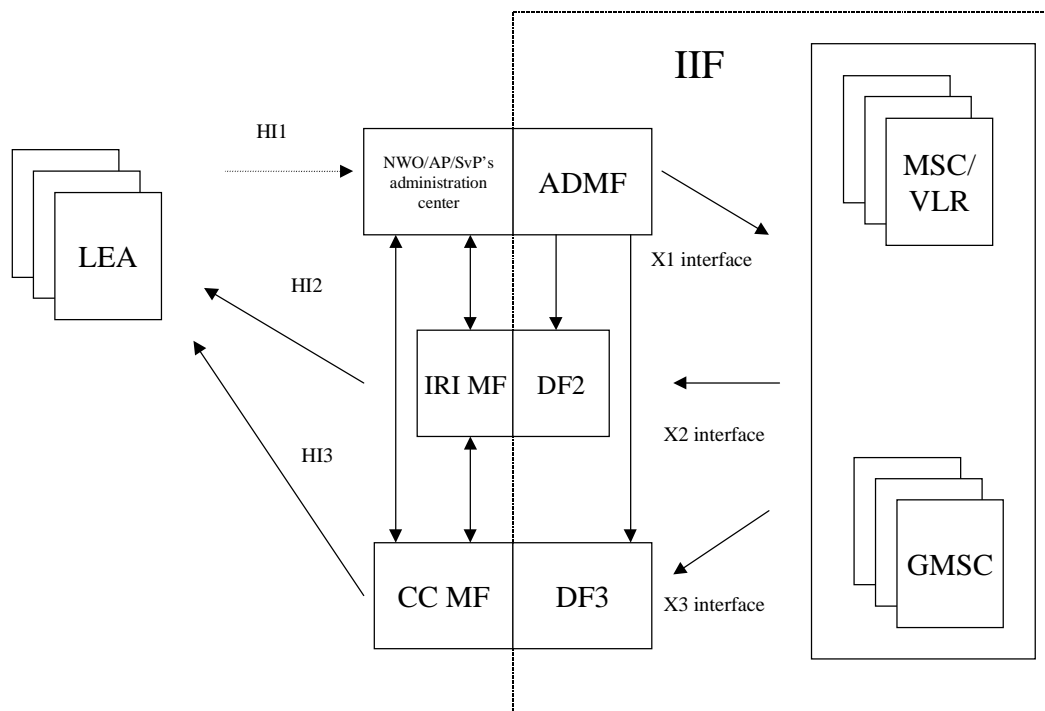 IIF
HI1
NWO/AP/SvP's
administration
center
ADMF
MSC/
VLR
LEA
X1 interface
HI2
IRI MF
DF2
X2 interface
HI3
GMSC
CC MF
DF3
X3 interface